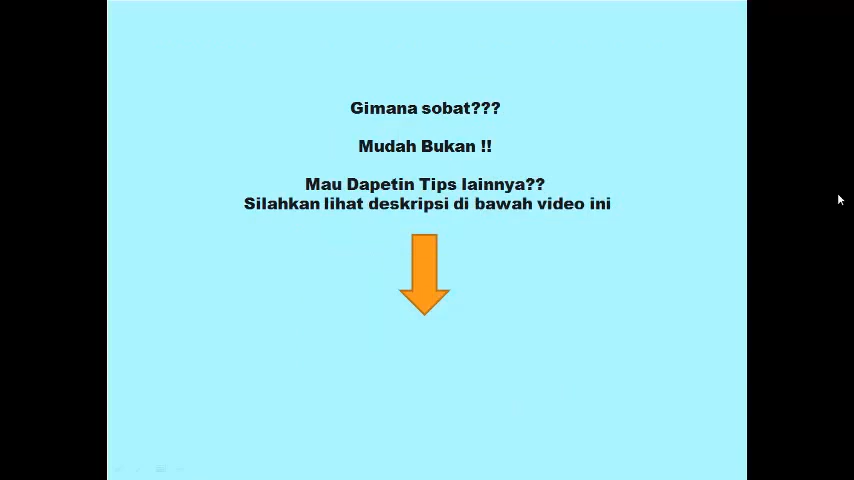 Gimana sobat???
Mudah Bukan !!
Mau Dapetin Tips lainnya??
Silahkan lihat deskripsi di bawah video ini